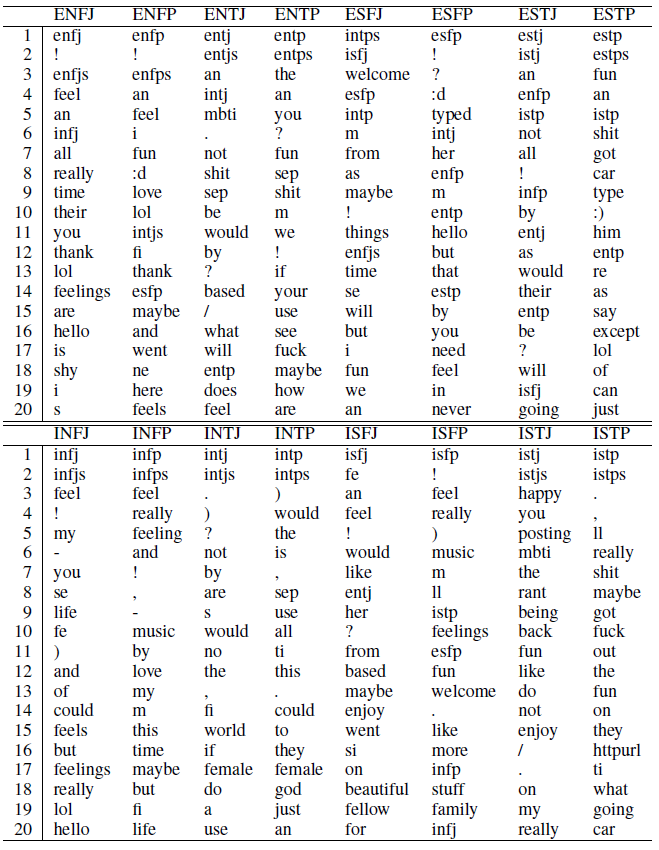 ENFJ ENFP ENTJ ENTP ESFJ ESFP ESTJ ESTP
1 enfj enfp entj entp intps esfp estj estp
2 ! ! entjs entps isfj ! istj estps
3 enfjs enfps an the welcome ? an fun
4 feel an intj an esfp :d enfp an
5 an feel mbti you intp typed istp istp
6 infj i . ? m intj not shit
7 all fun not fun from her all got
8 really :d shit sep as enfp ! car
9 time love sep shit maybe m infp type
10 their lol be m ! entp by :)
11 you intjs would we things hello entj him
12 thank fi by ! enfjs but as entp
13 lol thank ? if time that would re
14 feelings esfp based your se estp their as
15 are maybe / use will by entp say
16 hello and what see but you be except
17 is went will fuck i need ? lol
18 shy ne entp maybe fun feel will of
19 i here does how we in isfj can
20 s feels feel are an never going just
INFJ INFP INTJ INTP ISFJ ISFP ISTJ ISTP
1 infj infp intj intp isfj isfp istj istp
2 infjs infps intjs intps fe ! istjs istps
3 feel feel . ) an feel happy .
4 ! really ) would feel really you ,
5 my feeling ? the ! ) posting ll
6 - and not is would music mbti really
7 you ! by , like m the shit
8 se , are sep entj ll rant maybe
9 life - s use her istp being got
10 fe music would all ? feelings back fuck
11 ) by no ti from esfp fun out
12 and love the this based fun like the
13 of my , . maybe welcome do fun
14 could m fi could enjoy . not on
15 feels this world to went like enjoy they
16 but time if they si more / httpurl
17 feelings maybe female female on infp . ti
18 really but do god beautiful stuff on what
19 lol fi a just fellow family my going
20 hello life use an for infj really car